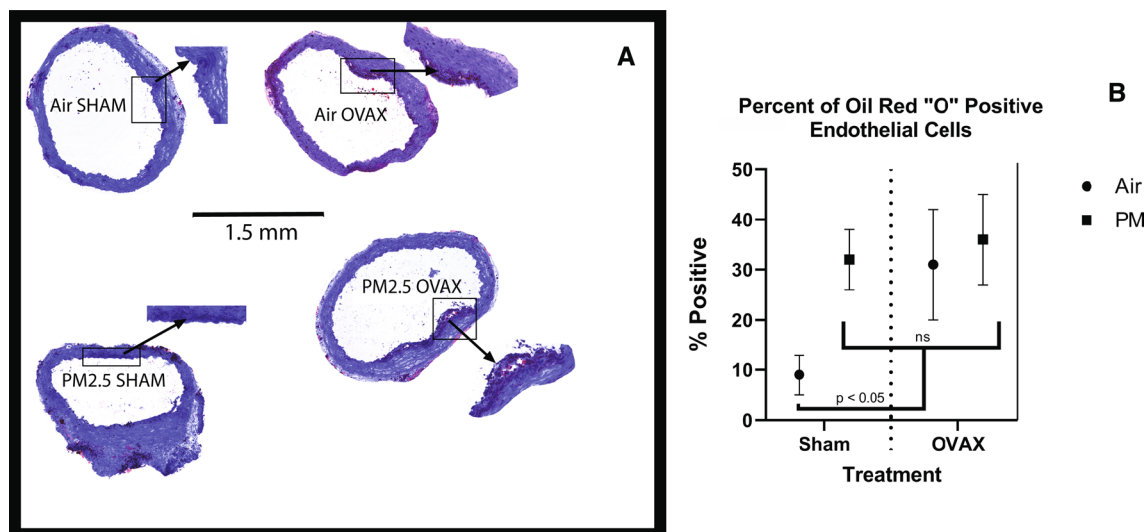 A
Air SHAM
Air OVAX
1.5 mm
PM2.5 OVAX
PM2.5 SHAM
B
Percent of Oil Red "O" Positive
Endothelial Cells
Air
PM
% Positive
50
40
30
20
10
0
ns
p < 0.05
Sham
OVAX
Treatment